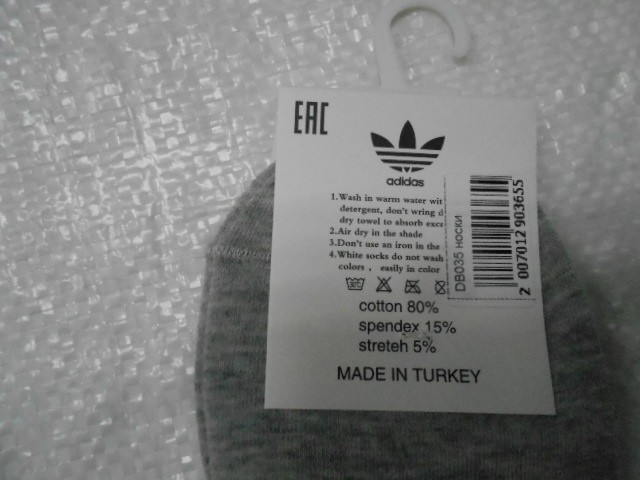 EAC
adidas
1.Wash in warm water wit
detergent, don't wring d
dry towel to absorb exce
2.Air dry in the shade
3.Don't use an iron in the
4.White socks do not wash
colors , easily in color
cotton 80%
spendex 15%
streteh 5%
MADE IN TURKEY
DB035 носки
2 007012 903655